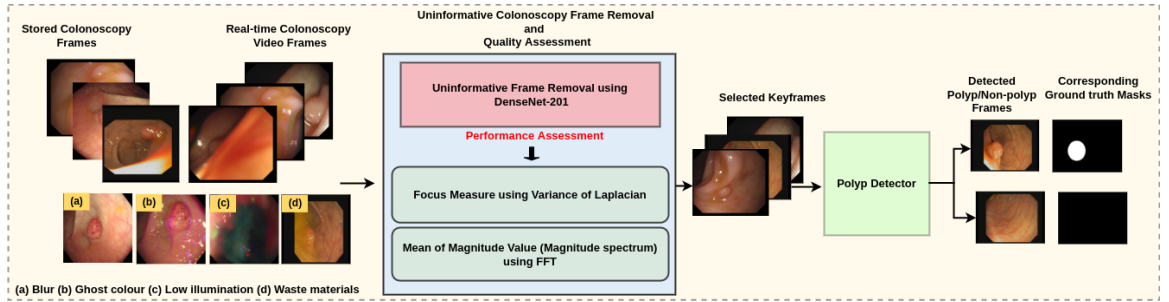 Stored Colonoscopy
Frames
Real-time Colonoscopy
Video Frames
(a)
(b)
(c)
(d)
(a) Blur (b) Ghost colour (c) Low illumination (d) Waste materials
Uninformative Colonoscopy Frame Removal
and
Quality Assessment
Uninformative Frame Removal using
DenseNet-201
Performance Assessment
Focus Measure using Variance of Laplacian
Mean of Magnitude Value (Magnitude spectrum)
using FFT
Selected Keyframes
Polyp Detector
Detected
Polyp/Non-polyp
Frames
Corresponding
Ground truth Masks